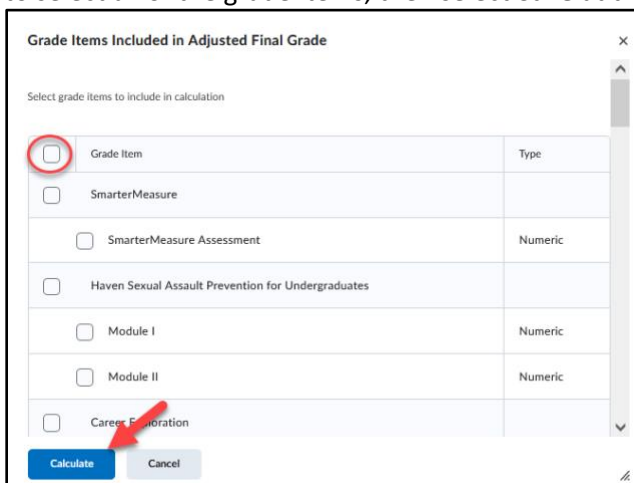 Grade Items Included in Adjusted Final Grade ×
Select grade items to include in calculation
Grade Item Type
SmarterMeasure
SmarterMeasure Assessment Numeric
Haven Sexual Assault Prevention for Undergraduates
Module I Numeric
Module II Numeric
Career Exploration
Calculate Cancel